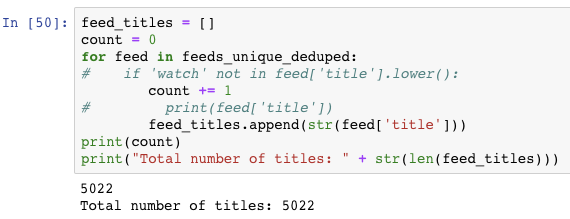 In [50]: feed_titles = []
count = 0
for feed in feeds_unique_deduped:
#    if 'watch' not in feed['title'].lower():
        count += 1
#         print(feed['title'])
        feed_titles.append(str(feed['title']))
print(count)
print("Total number of titles: " + str(len(feed_titles)))
5022
Total number of titles: 5022